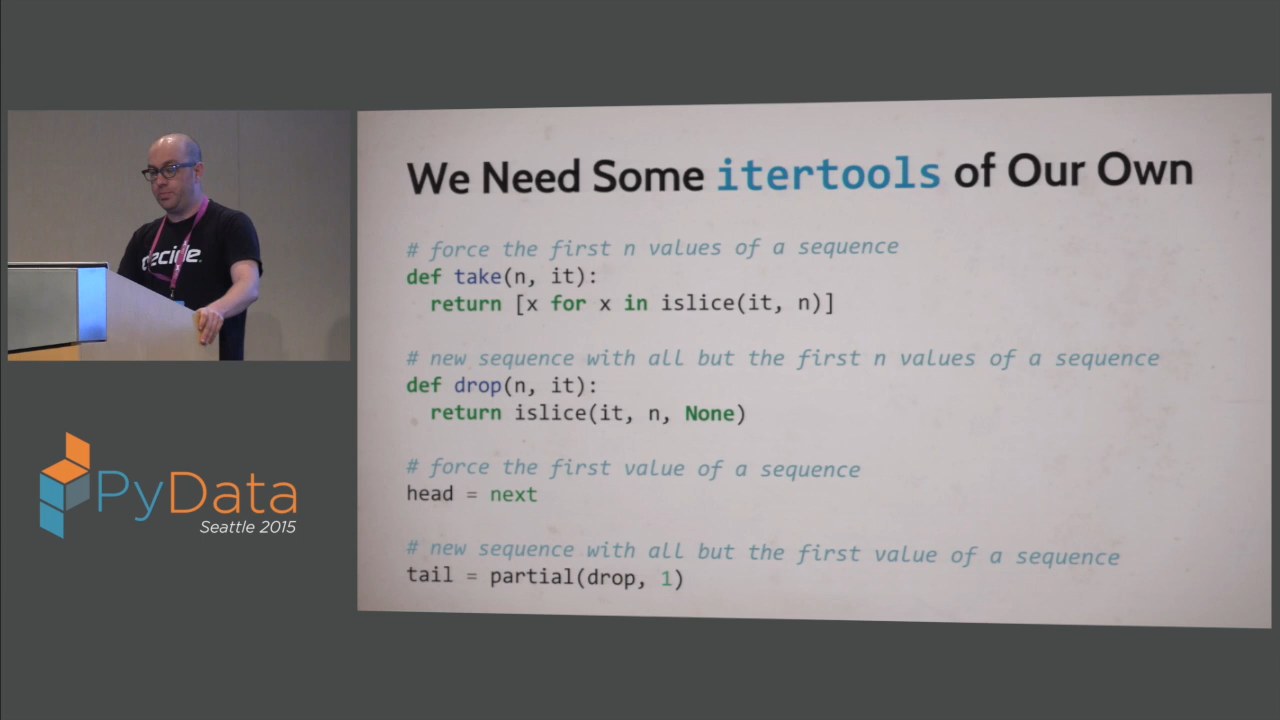 We Need Some itertools of Our Own
# force the first n values of a sequence
def take(n, it):
  return [x for x in islice(it, n)]
# new sequence with all but the first n values of a sequence
def drop(n, it):
  return islice(it, n, None)
# force the first value of a sequence
head = next
# new sequence with all but the first value of a sequence
tail = partial(drop, 1)
decide.
PyData
Seattle 2015